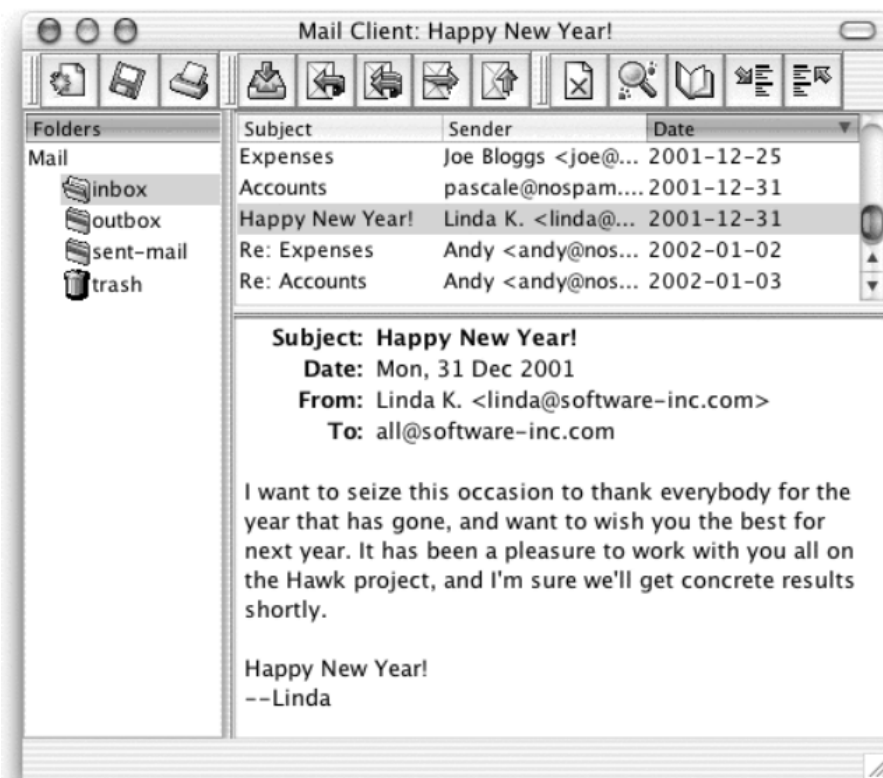 Mail Client: Happy New Year!
Folders
Mail
inbox
outbox
sent-mail
trash
Subject Sender Date
Expenses Joe Bloggs <joe@... 2001-12-25
Accounts pascale@nospam.... 2001-12-31
Happy New Year! Linda K. <linda@... 2001-12-31
Re: Expenses Andy <andy@nos... 2002-01-02
Re: Accounts Andy <andy@nos... 2002-01-03
Subject: Happy New Year!
Date: Mon, 31 Dec 2001
From: Linda K. <linda@software-inc.com>
To: all@software-inc.com
I want to seize this occasion to thank everybody for the
year that has gone, and want to wish you the best for
next year. It has been a pleasure to work with you all on
the Hawk project, and I'm sure we'll get concrete results
shortly.
Happy New Year!
--Linda